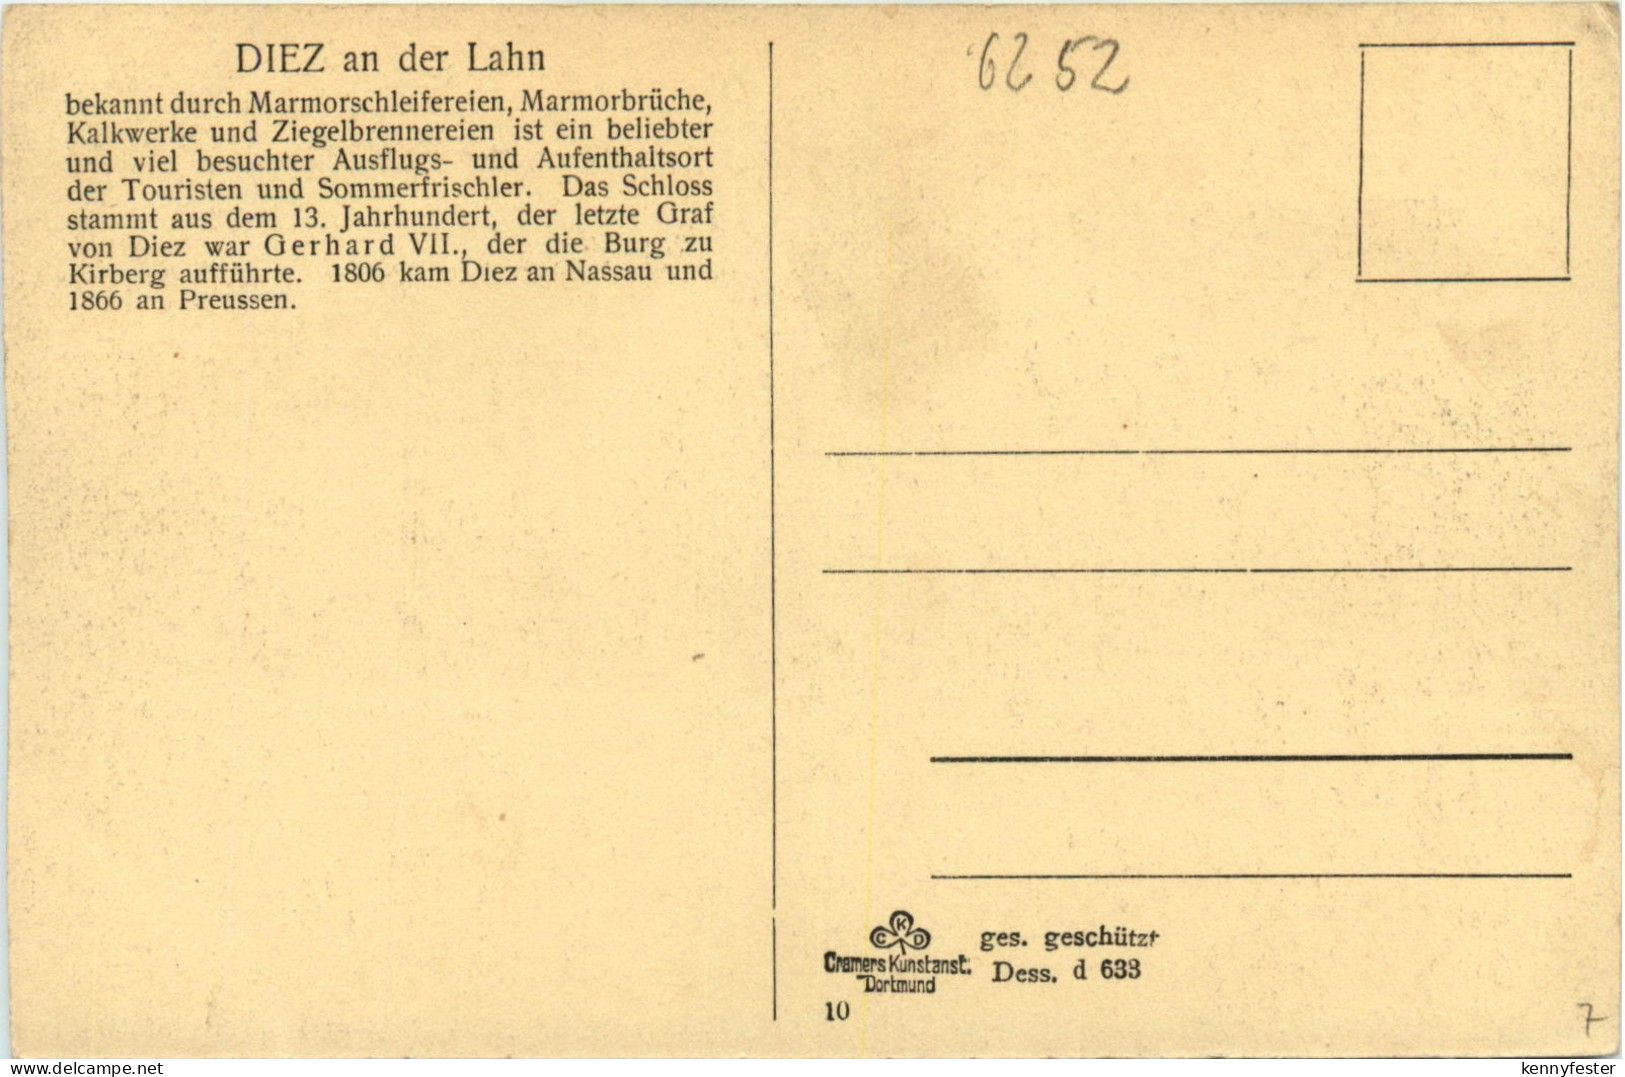 DIEZ an der Lahn
bekannt durch Marmorschleifereien, Marmorbrüche,
Kalkwerke und Ziegelbrennereien ist ein beliebter
und viel besuchter Ausflugs- und Aufenthaltsort
der Touristen und Sommerfrischler. Das Schloss
stammt aus dem 13. Jahrhundert, der letzte Graf
von Diez war Gerhard VII., der die Burg zu
Kirberg aufführte. 1806 kam Diez an Nassau und
1866 an Preussen.
6252
C K D
Cramers Kunstanst.
Dortmund
ges. geschützt
Dess. d 633
10
7
delcampe.net
kennyfester